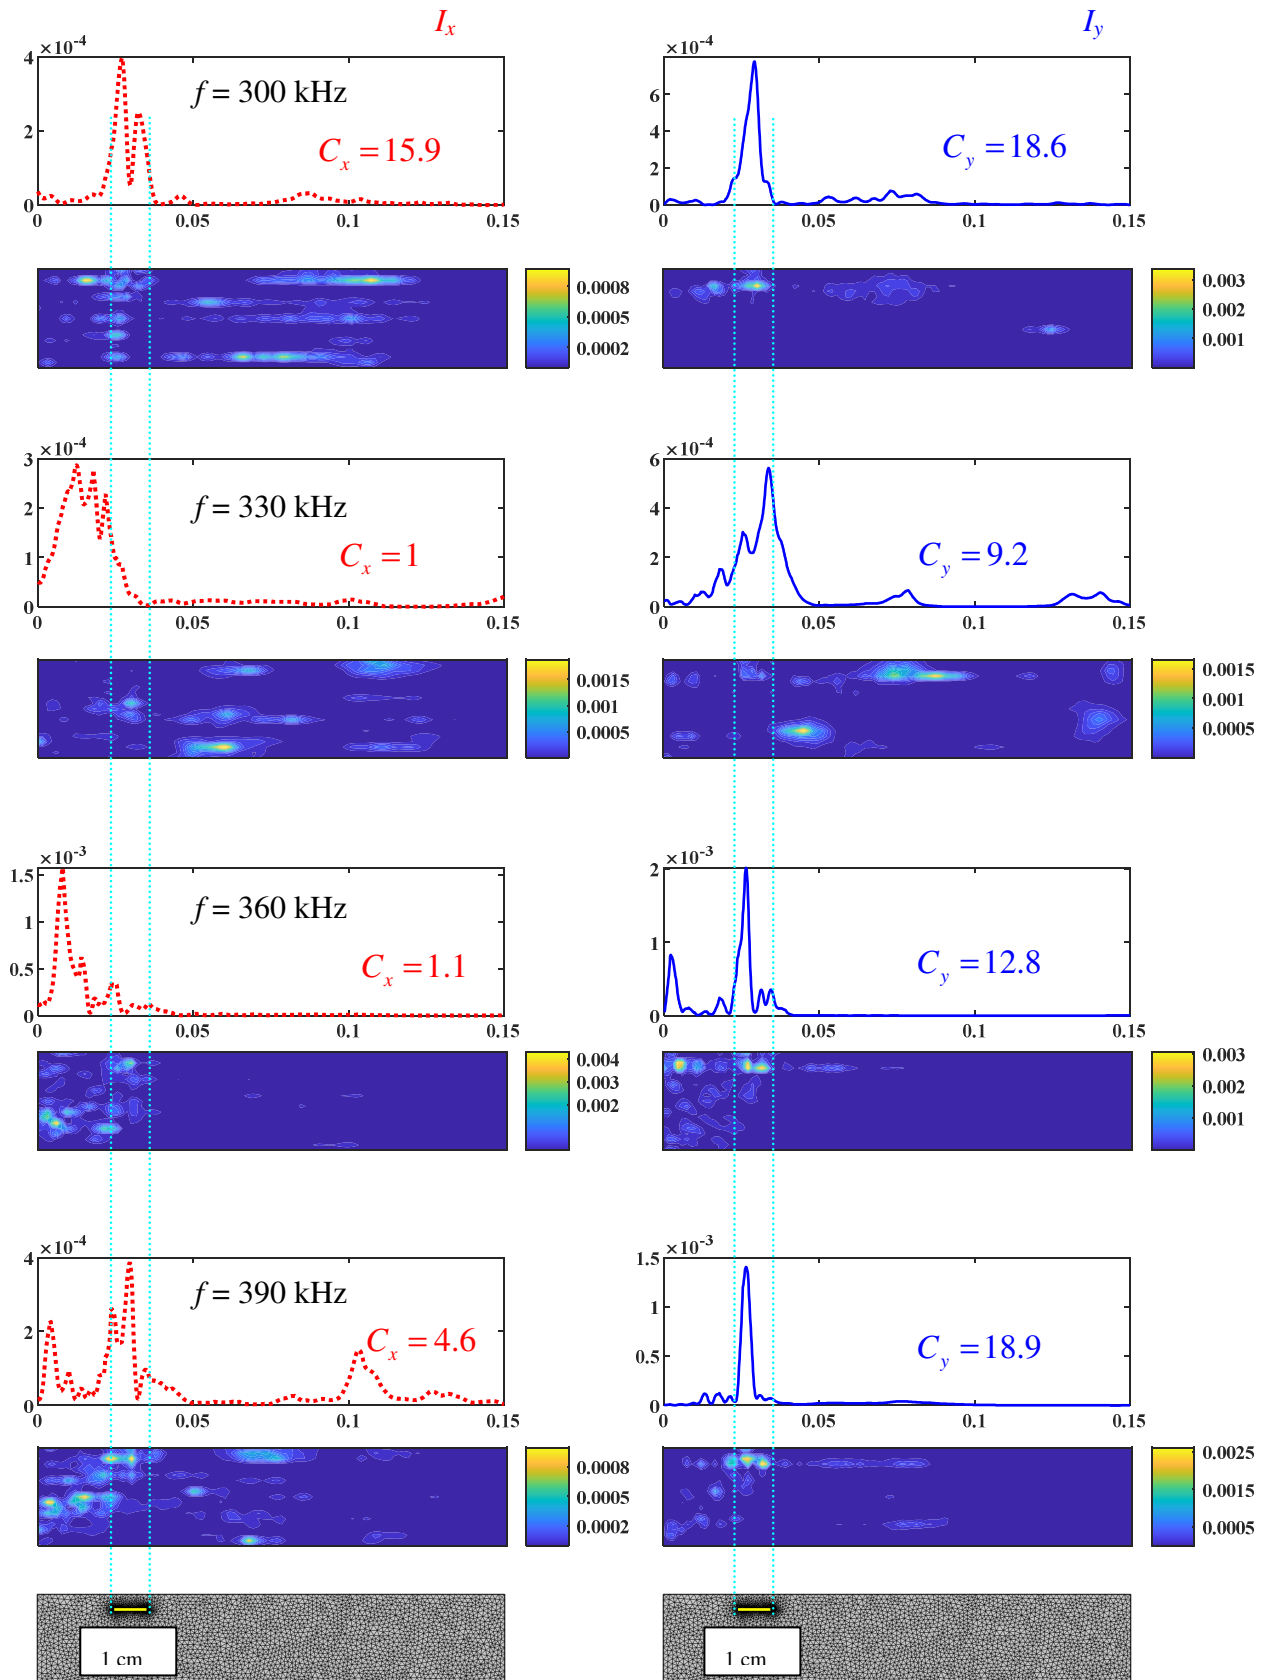 I_x I_y
×10^-4 ×10^-4
4
2
0
0 0.05 0.1 0.15
f = 300 kHz
C_x = 15.9
6
4
2
0
0 0.05 0.1 0.15
C_y = 18.6
0.0008
0.0005
0.0002
0.003
0.002
0.001
×10^-4 ×10^-4
3
2
1
0
0 0.05 0.1 0.15
f = 330 kHz
C_x = 1
6
4
2
0
0 0.05 0.1 0.15
C_y = 9.2
0.0015
0.001
0.0005
0.0015
0.001
0.0005
×10^-3 ×10^-3
1.5
1
0.5
0
0 0.05 0.1 0.15
f = 360 kHz
C_x = 1.1
2
1
0
0 0.05 0.1 0.15
C_y = 12.8
0.004
0.003
0.002
0.003
0.002
0.001
×10^-4 ×10^-3
4
2
0
0 0.05 0.1 0.15
f = 390 kHz
C_x = 4.6
1.5
1
0.5
0
0 0.05 0.1 0.15
C_y = 18.9
0.0008
0.0005
0.0002
0.0025
0.0015
0.0005
1 cm 1 cm